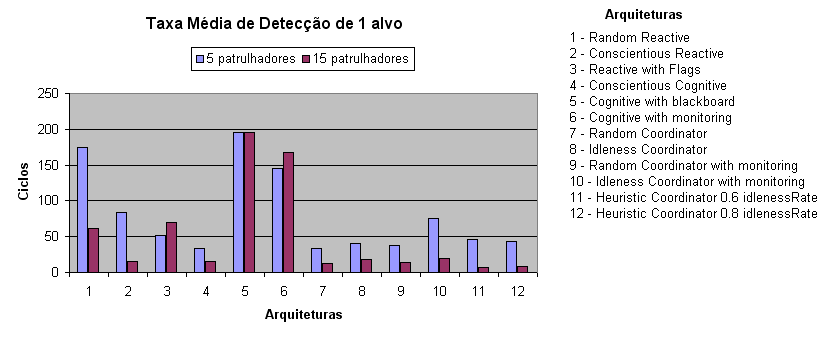 Taxa Média de Detecção de 1 alvo
5 patrulhadores 15 patrulhadores
250
200
150
100
50
0
Ciclos
1 2 3 4 5 6 7 8 9 10 11 12
Arquiteturas
Arquiteturas
1 - Random Reactive
2 - Conscientious Reactive
3 - Reactive with Flags
4 - Conscientious Cognitive
5 - Cognitive with blackboard
6 - Cognitive with monitoring
7 - Random Coordinator
8 - Idleness Coordinator
9 - Random Coordinator with monitoring
10 - Idleness Coordinator with monitoring
11 - Heuristic Coordinator 0.6 idlenessRate
12 - Heuristic Coordinator 0.8 idlenessRate